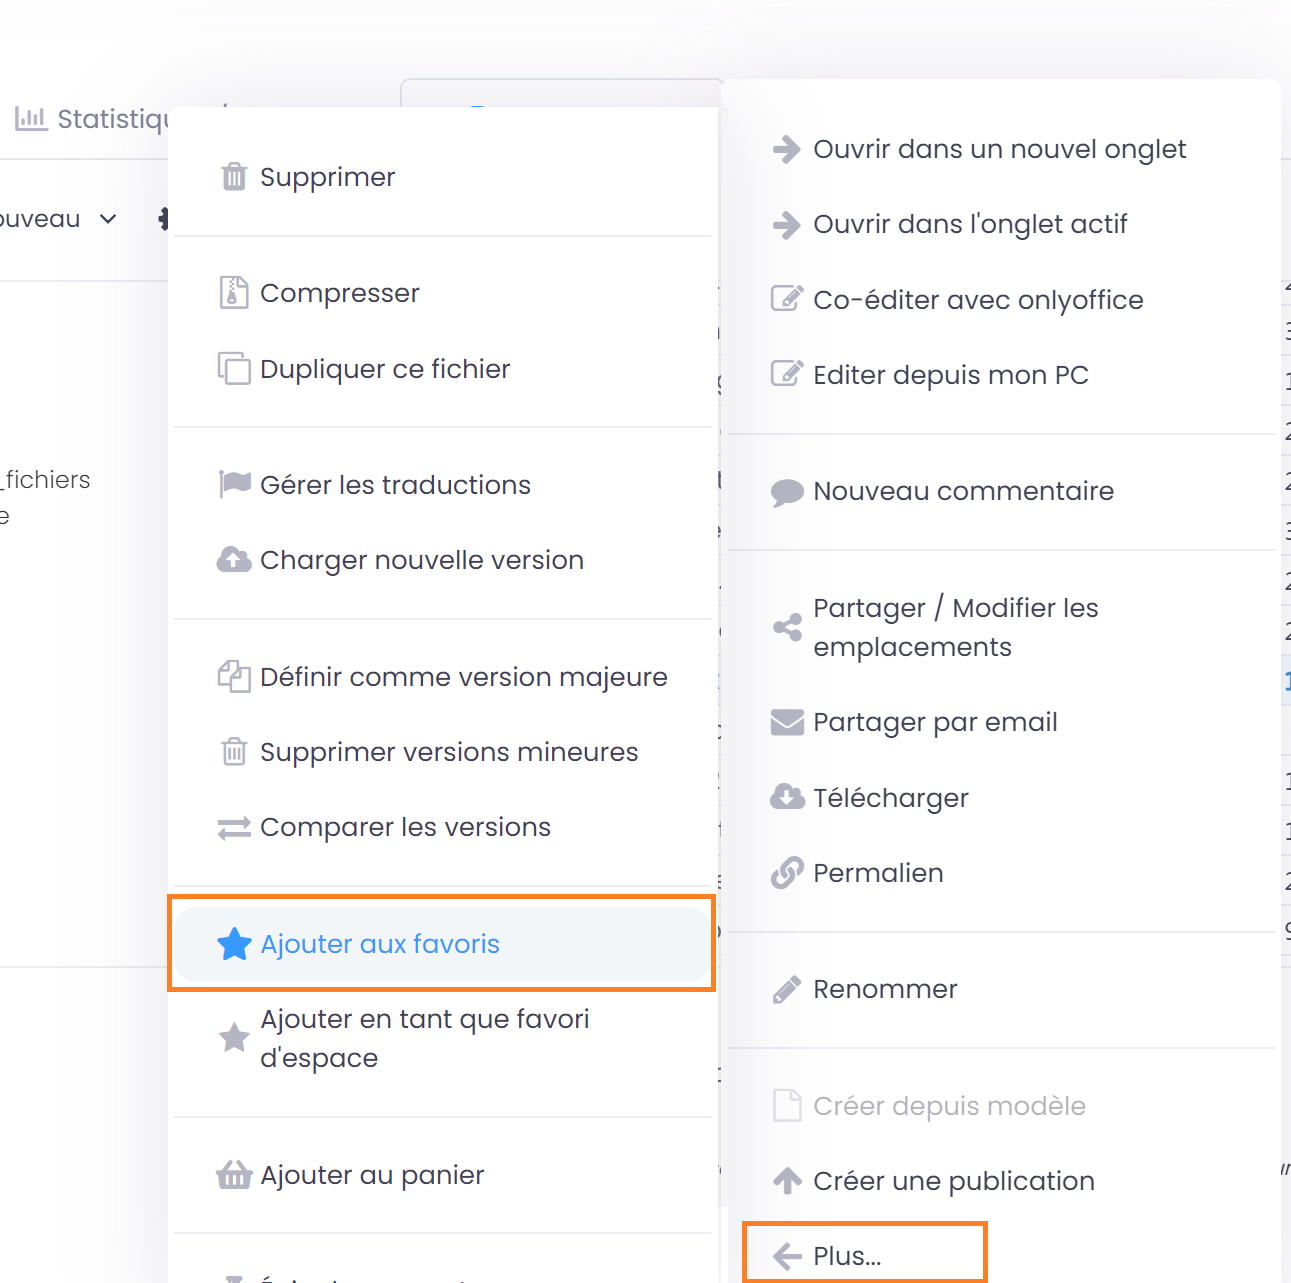 Statistiqu
ouveau
_fichiers
e
Supprimer
Compresser
Dupliquer ce fichier
Gérer les traductions
Charger nouvelle version
Définir comme version majeure
Supprimer versions mineures
Comparer les versions
Ajouter aux favoris
Ajouter en tant que favori
d'espace
Ajouter au panier
Ouvrir dans un nouvel onglet
Ouvrir dans l'onglet actif
Co-éditer avec onlyoffice
Editer depuis mon PC
Nouveau commentaire
Partager / Modifier les
emplacements
Partager par email
Télécharger
Permalien
Renommer
Créer depuis modèle
Créer une publication
Plus...